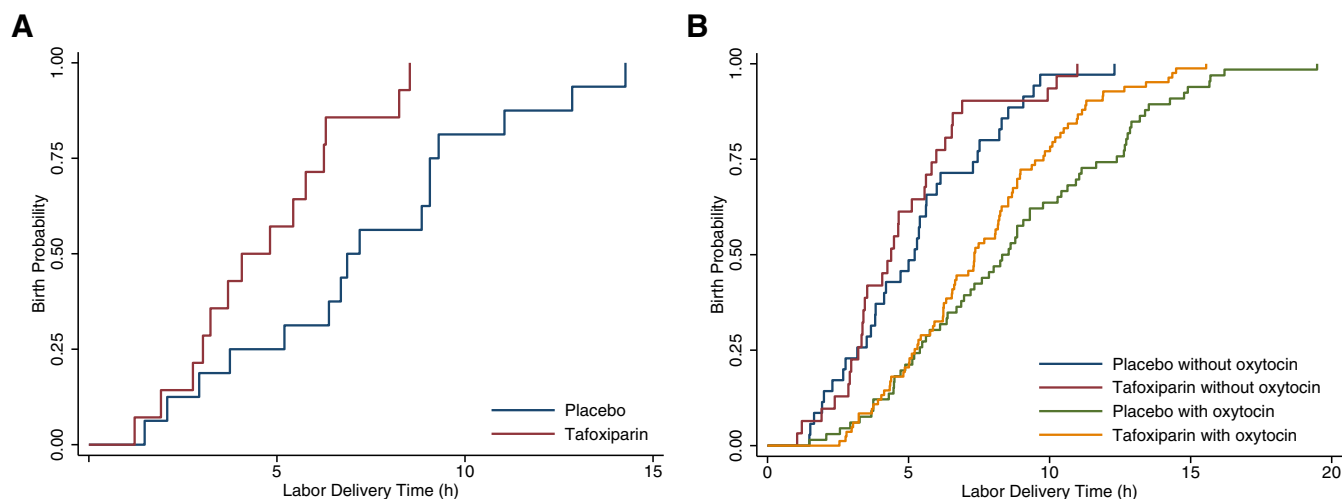 A
Birth Probability
1.00
0.75
0.50
0.25
0.00
Placebo
Tafoxiparin
5
10
15
Labor Delivery Time (h)
B
Birth Probability
1.00
0.75
0.50
0.25
0.00
Placebo without oxytocin
Tafoxiparin without oxytocin
Placebo with oxytocin
Tafoxiparin with oxytocin
0
5
10
15
20
Labor Delivery Time (h)